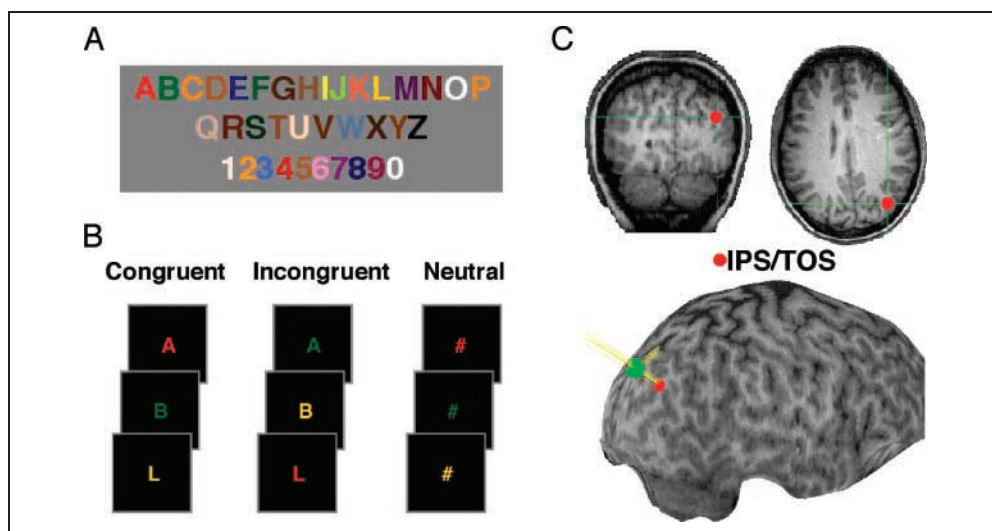 A
ABCDEFGHIJKLMNOP
QRSTUVWXYZ
1234567890
B
Congruent Incongruent Neutral
A A #
B B #
L L #
C
IPS/TOS